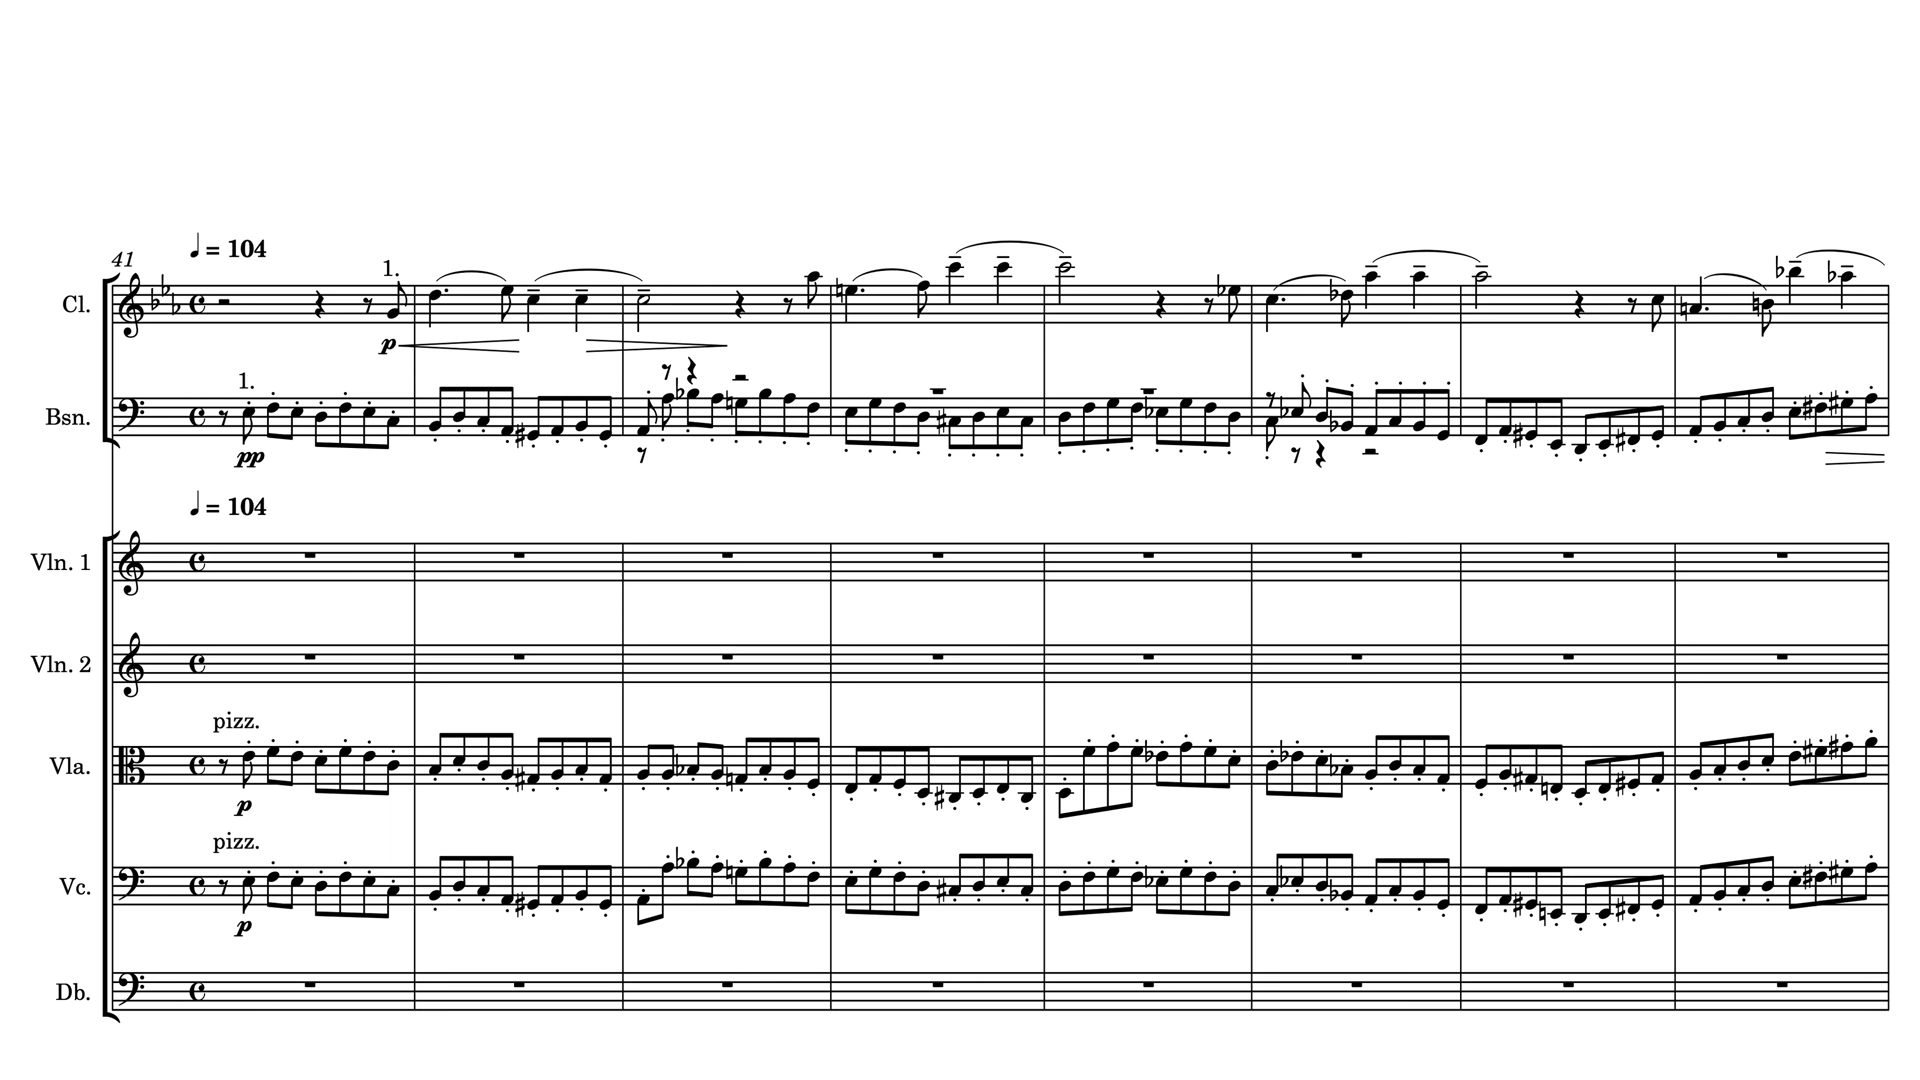 41
♩ = 104
1.
Cl.
p
1.
Bsn.
pp
♩ = 104
Vln. 1
Vln. 2
pizz.
Vla.
p
pizz.
Vc.
p
Db.